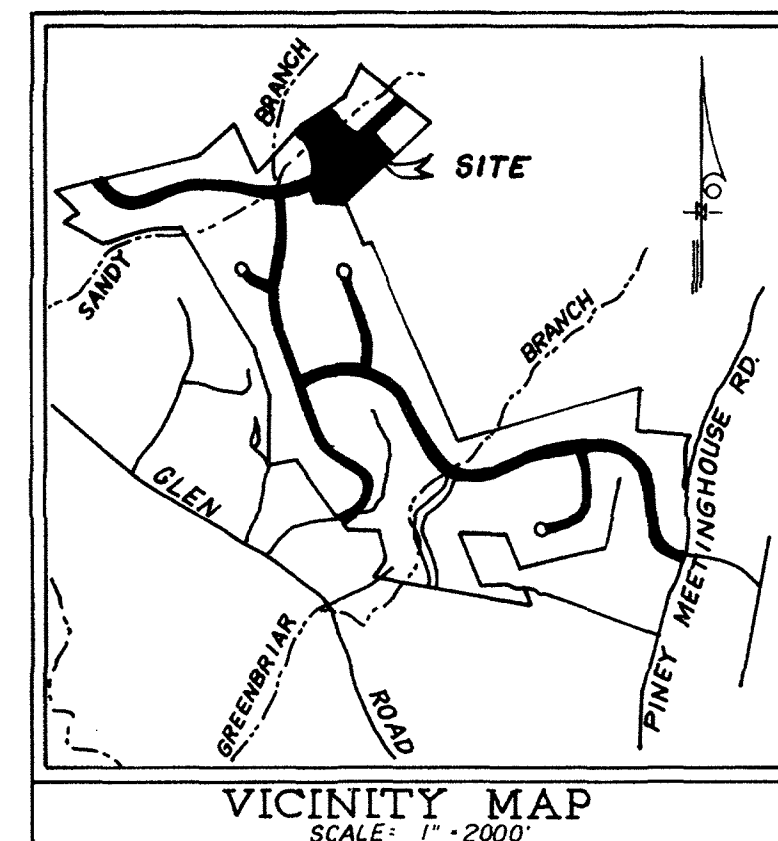 BRANCH
SITE
SANDY
BRANCH
PINEY MEETINGHOUSE RD.
GLEN
GREENBRIAR
ROAD
VICINITY MAP
SCALE: 1" = 2000'